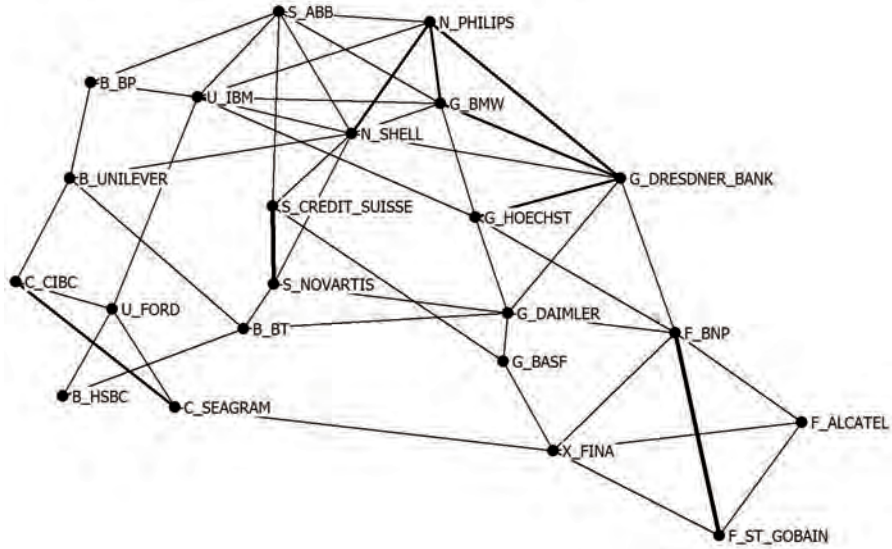 S_ABB
N_PHILIPS
B_BP
U_IBM
G_BMW
N_SHELL
B_UNILEVER
G_DRESDNER_BANK
S_CREDIT_SUISSE
G_HOECHST
C_CIBC
S_NOVARTIS
U_FORD
G_DAIMLER
B_BT
F_BNP
G_BASF
B_HSBC
C_SEAGRAM
F_ALCATEL
X_FINA
F_ST_GOBAIN